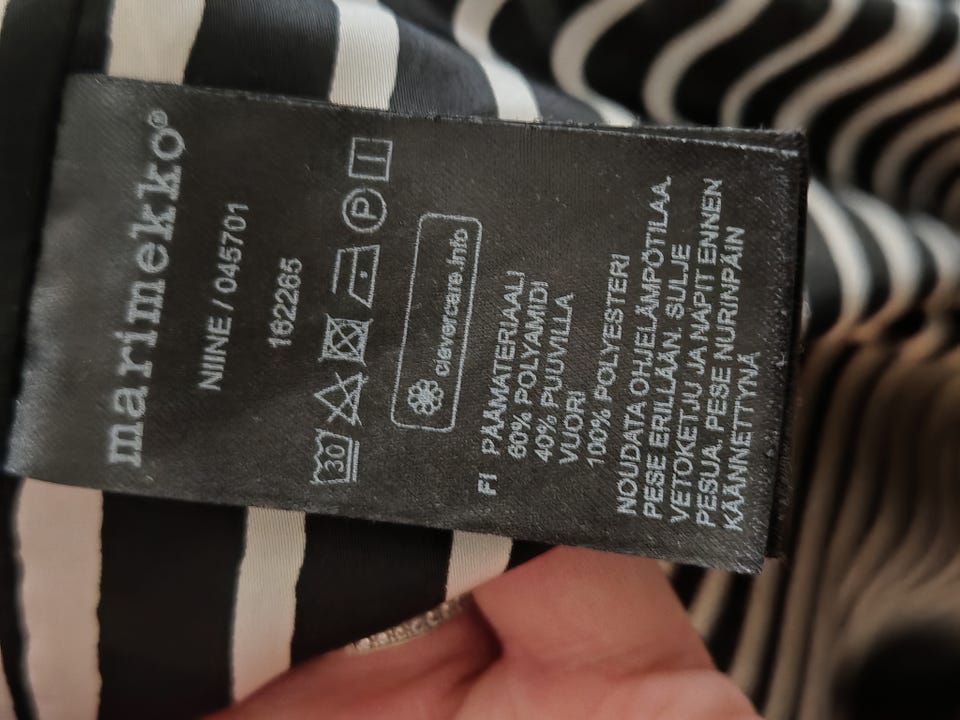 marimekko®
NIINE / 045701
162265
30 P
clevercare.info
FI PÄÄMATERIAALI
60% POLYAMIDI
40% PUUVILLA
VUORI
100% POLYESTERI
NOUDATA OHJELÄMPÖTILAA.
PESE ERILLÄÄN. SULJE
VETOKETJU JA NAPIT ENNEN
PESUA. PESE NURINPÄIN
KÄÄNNETTYNÄ